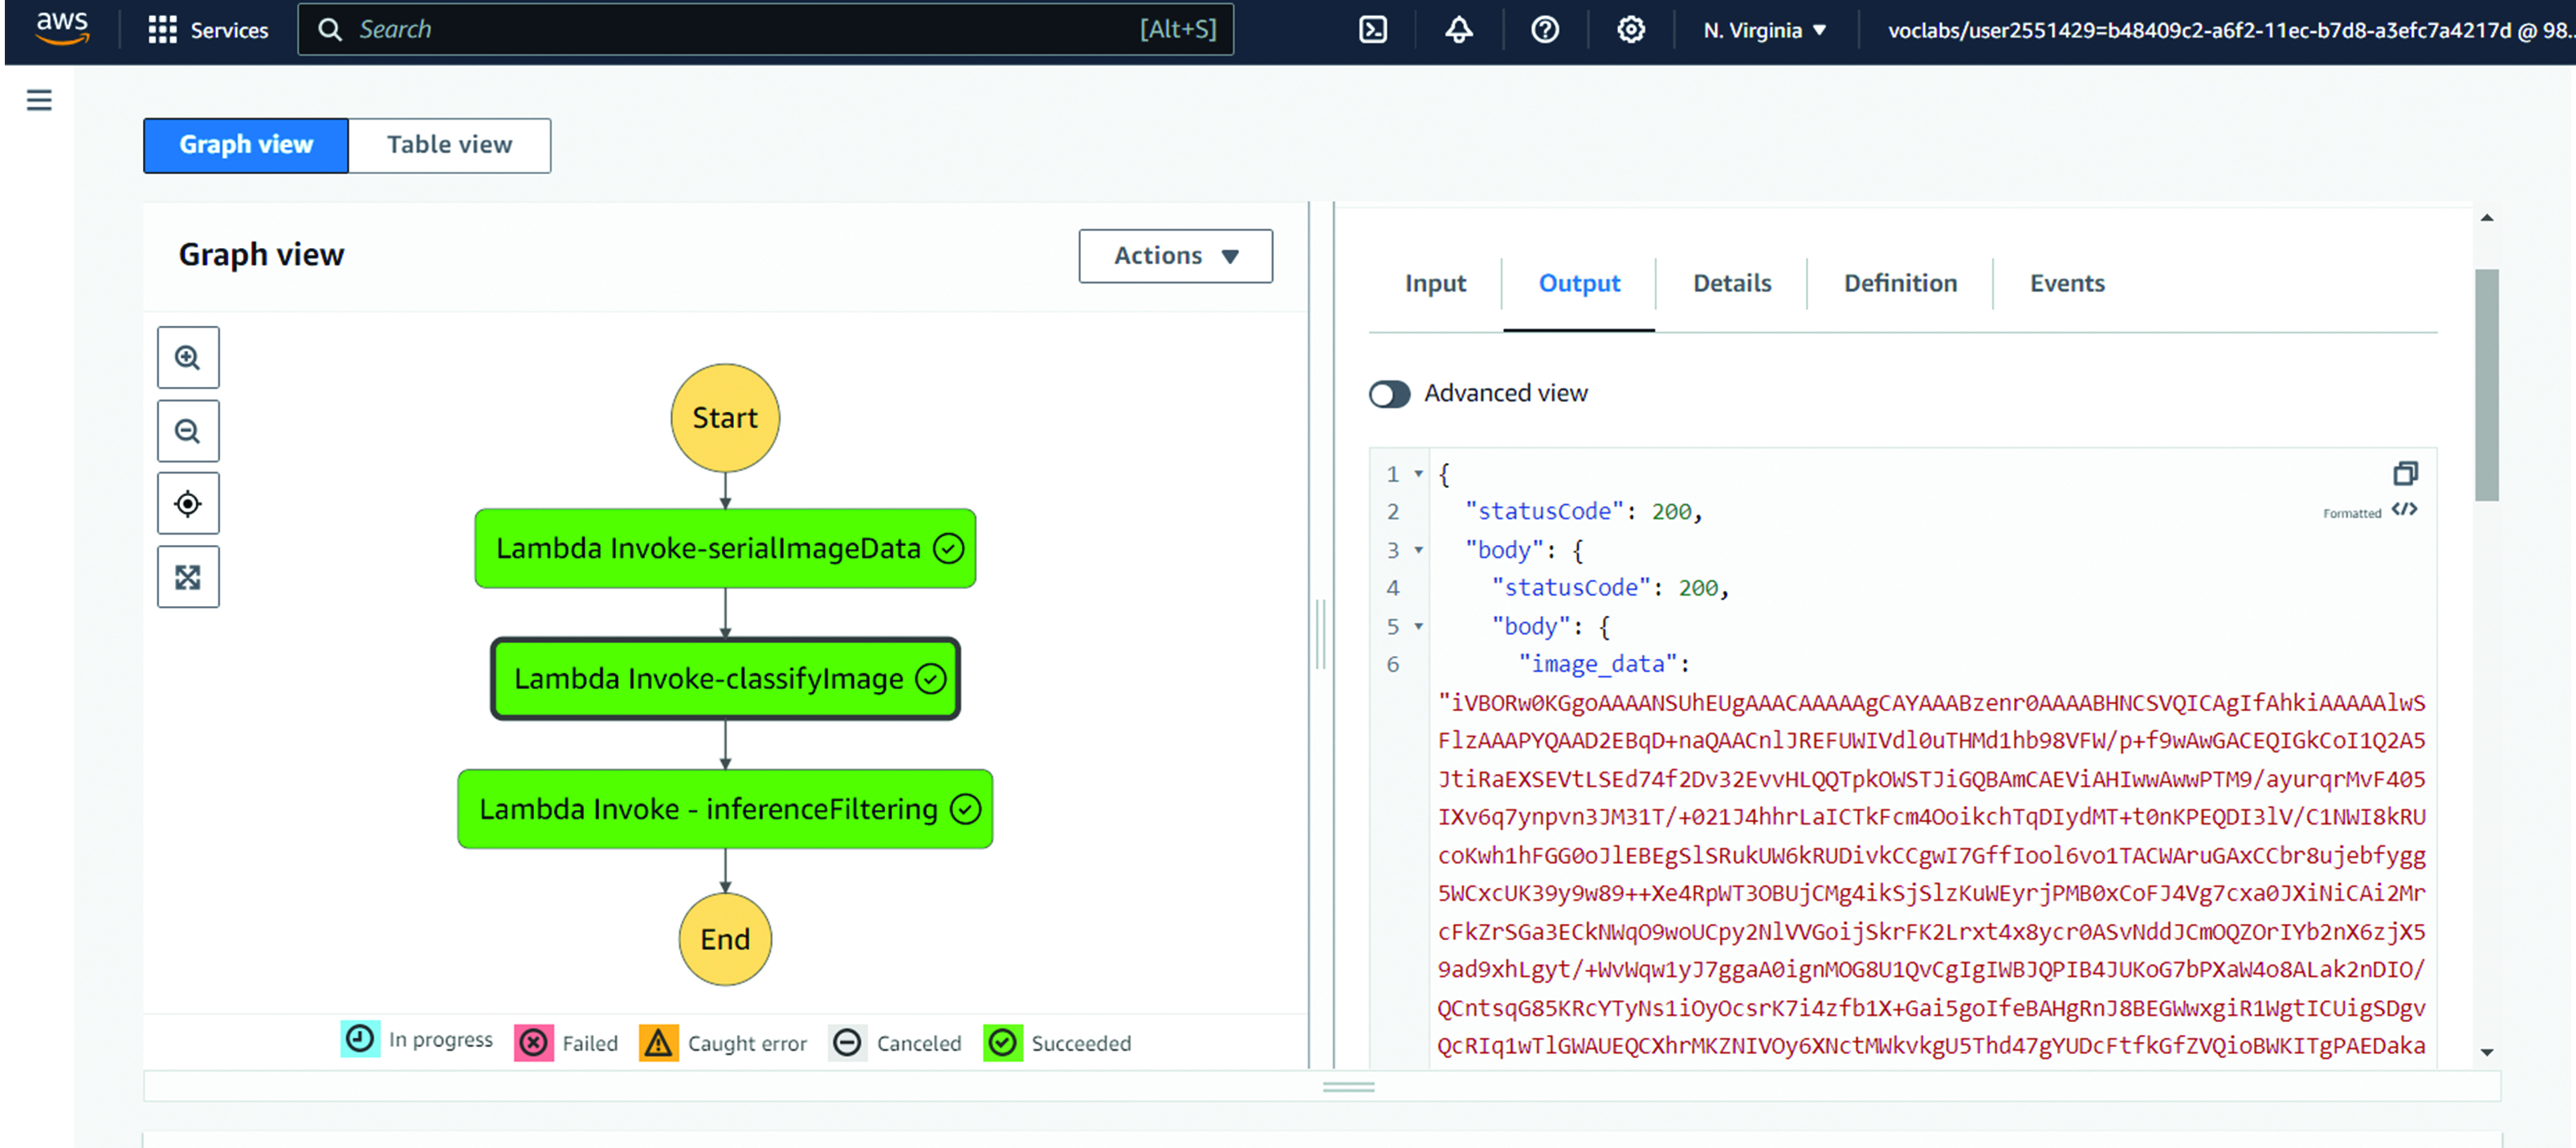 aws
Services
Search
[Alt+S]
N. Virginia
voclabs/user2551429=b48409c2-a6f2-11ec-b7d8-a3efc7a4217d @ 98..
Graph view
Table view
Graph view
Actions
Start
Lambda Invoke-serialImageData
Lambda Invoke-classifyImage
Lambda Invoke - inferenceFiltering
End
In progress
Failed
Caught error
Canceled
Succeeded
Input
Output
Details
Definition
Events
Advanced view
Formatted
1 {
2 "statusCode": 200,
3 "body": {
4 "statusCode": 200,
5 "body": {
6 "image_data":
"iVBORw0KGgoAAAANSUhEUgAAACAAAAAgCAYAAABzenr0AAAABHNCSVQICAgIfAhkiAAAAAlwS
FlzAAAPYQAAD2EBqD+naQAACnlJREFUWIVdl0uTHMd1hb98VFW/p+f9wAwGACEQIGkCoI1Q2A5
JtiRaEXSEVtLSEd74f2Dv32EvvHLQQTpkOWSTJiGQBAmCAEViAHIwwAwwPTM9/ayurqrMvF405
IXv6q7ynpvn3JM31T/+021J4hhrLaICTkFcm4OoikchTqDIydMT+t0nKPEQDI3lV/C1NWI8kRU
coKwh1hFGG0oJlEBEgSlSRukUW6kRUDivkCCgwI7GffIool6vo1TACWAruGAxCCbr8ujebfygg
5WCxcUK39y9w89++Xe4RpWT3OBUjCMg4ikSjSlzKuWEyrjPMB0xCoFJ4Vg7cxa0JXiNiCAi2Mr
cFkZrSGa3ECkNWqO9woUCpy2NlVVGoijSkrFK2Lrxt4x8ycr0ASvNddJCmOQZOrIYb2nX6zjX5
9ad9xhLgyt/+WvWqw1yJ7ggaA0ignMOG8U1QvCgIgIWBJQPIB4JUKoG7bPXaW4o8ALak2nDIO/
QCntsqG85KRcYTyNs1iOyOcsrK7i4zfb1X+Gai5goIfeBAHgRnJ8BEGWwxgiR1WgtICUigSDgv
QcRIq1wTlGWAUEQCXhrMKZNIVOy6XNctMWkvkgU5Thd47gYUDcFtfkGfZVQioBWKITgPAEDaka